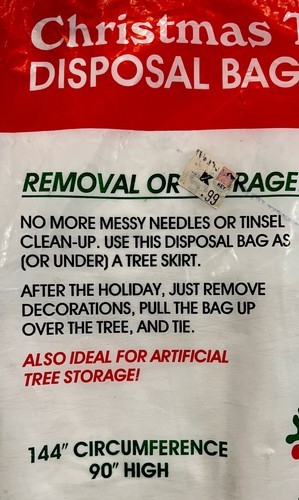 Christmas T
DISPOSAL BAG
REMOVAL OR RAGE
.99
NO MORE MESSY NEEDLES OR TINSEL
CLEAN-UP. USE THIS DISPOSAL BAG AS
(OR UNDER) A TREE SKIRT.
AFTER THE HOLIDAY, JUST REMOVE
DECORATIONS, PULL THE BAG UP
OVER THE TREE, AND TIE.
ALSO IDEAL FOR ARTIFICIAL
TREE STORAGE!
144" CIRCUMFERENCE
90" HIGH